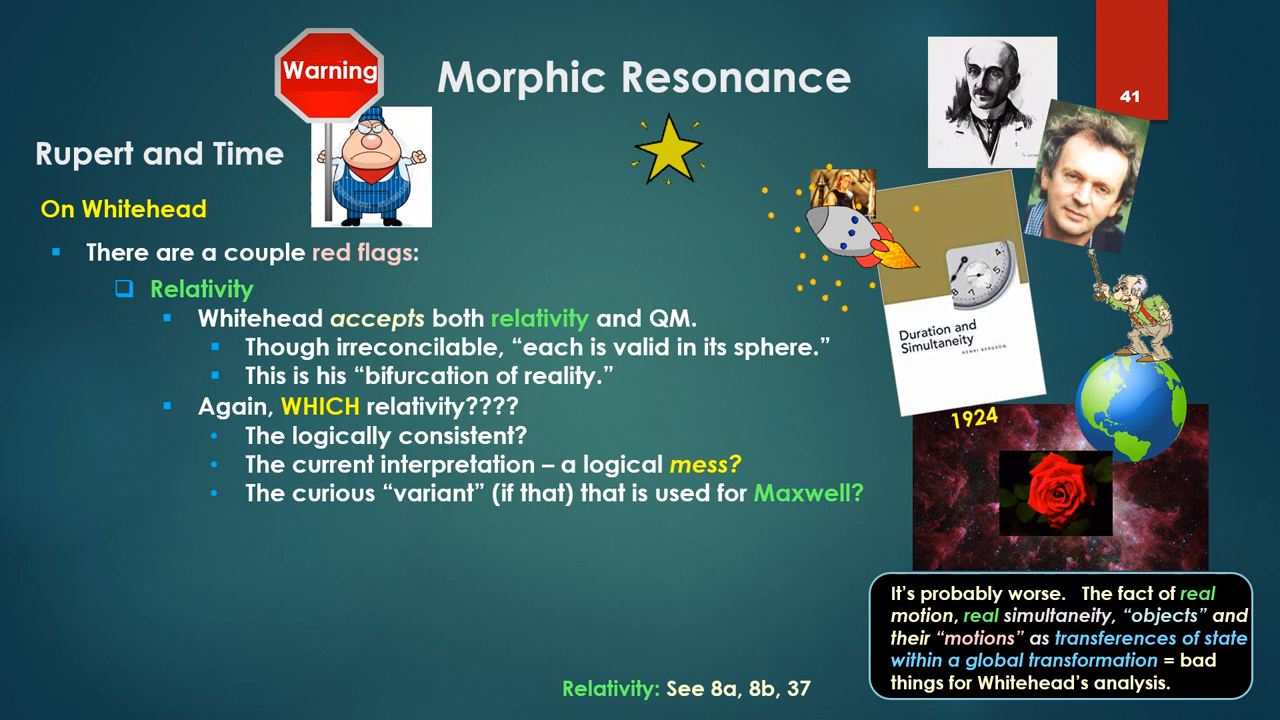 Warning
Morphic Resonance
41
Rupert and Time
On Whitehead
There are a couple red flags:
Relativity
Whitehead accepts both relativity and QM.
Though irreconcilable, “each is valid in its sphere.”
This is his “bifurcation of reality.”
Again, WHICH relativity????
The logically consistent?
The current interpretation – a logical mess?
The curious “variant” (if that) that is used for Maxwell?
Duration and
Simultaneity
HENRI BERGSON
1924
It’s probably worse. The fact of real
motion, real simultaneity, “objects” and
their “motions” as transferences of state
within a global transformation = bad
things for Whitehead’s analysis.
Relativity: See 8a, 8b, 37